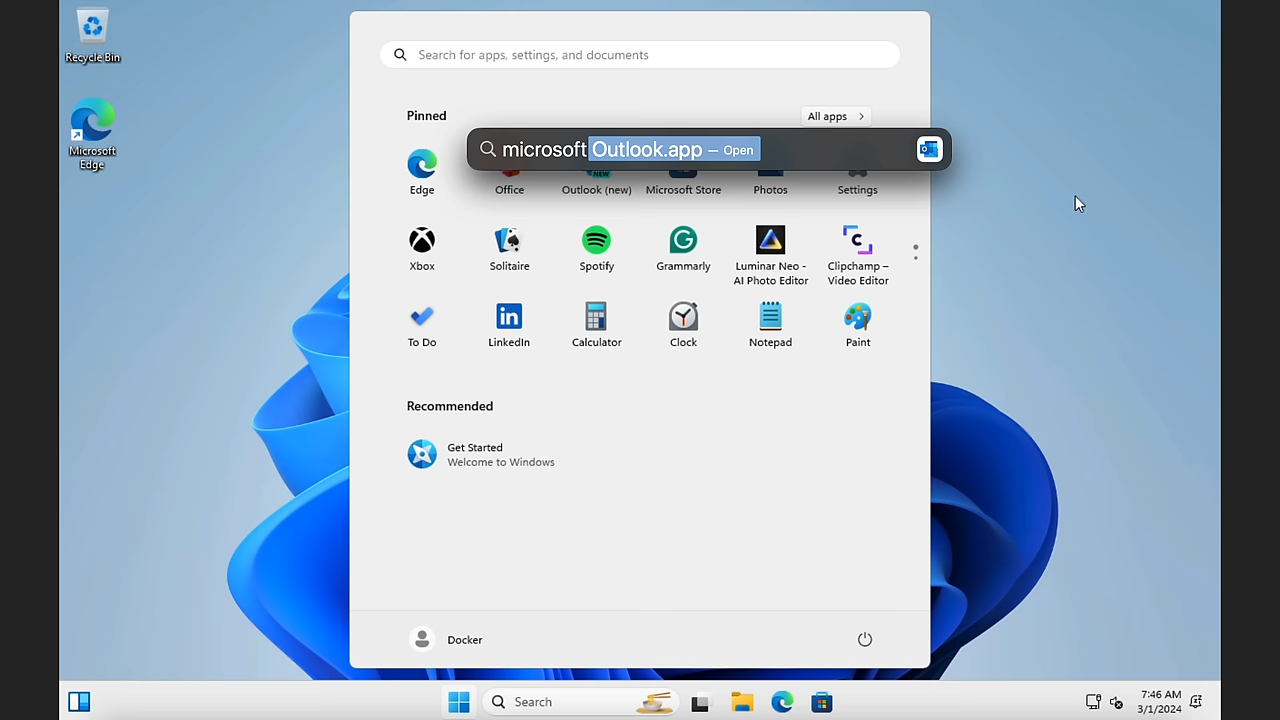 Recycle Bin
Microsoft
Edge
Search for apps, settings, and documents
Pinned
All apps
microsoft Outlook.app – Open
Edge
Office
Outlook (new)
Microsoft Store
Photos
Settings
Xbox
Solitaire
Spotify
Grammarly
Luminar Neo -
AI Photo Editor
Clipchamp –
Video Editor
To Do
LinkedIn
Calculator
Clock
Notepad
Paint
Recommended
Get Started
Welcome to Windows
Docker
Search
7:46 AM
3/1/2024